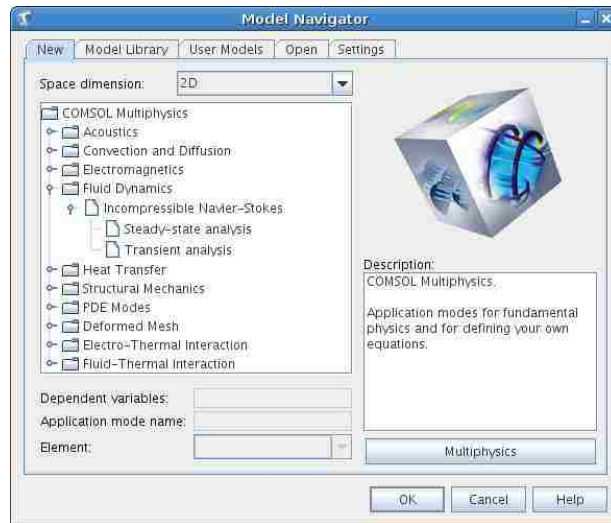 Model Navigator
New Model Library User Models Open Settings
Space dimension: 2D
COMSOL Multiphysics
Acoustics
Convection and Diffusion
Electromagnetics
Fluid Dynamics
Incompressible Navier-Stokes
Steady-state analysis
Transient analysis
Heat Transfer
Structural Mechanics
PDE Modes
Deformed Mesh
Electro-Thermal Interaction
Fluid-Thermal Interaction
Description:
COMSOL Multiphysics.
Application modes for fundamental
physics and for defining your own
equations.
Dependent variables:
Application mode name:
Element:
Multiphysics
OK Cancel Help